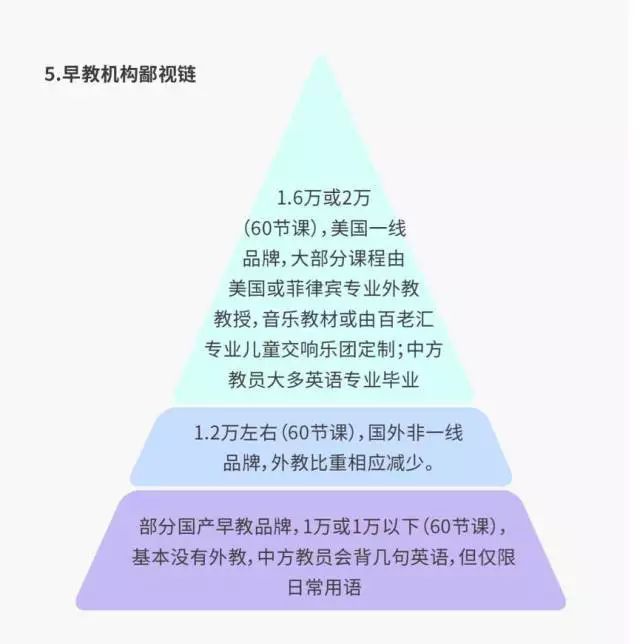 5.早教机构鄙视链
1.6万或2万
（60节课），美国一线
品牌，大部分课程由
美国或菲律宾专业外教
教授，音乐教材或由百老汇
专业儿童交响乐团定制；中方
教员大多英语专业毕业
1.2万左右（60节课），国外非一线
品牌，外教比重相应减少。
部分国产早教品牌，1万或1万以下（60节课），
基本没有外教，中方教员会背几句英语，但仅限
日常用语